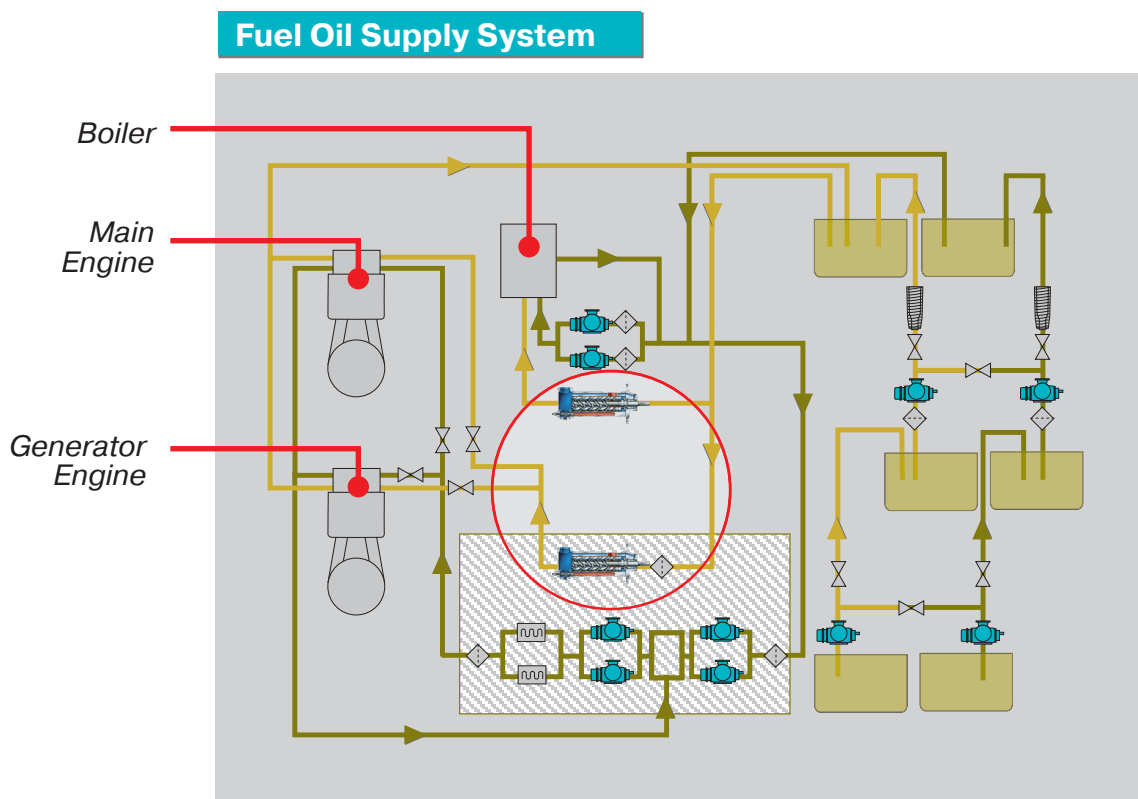 Fuel Oil Supply System
Boiler
Main
Engine
Generator
Engine